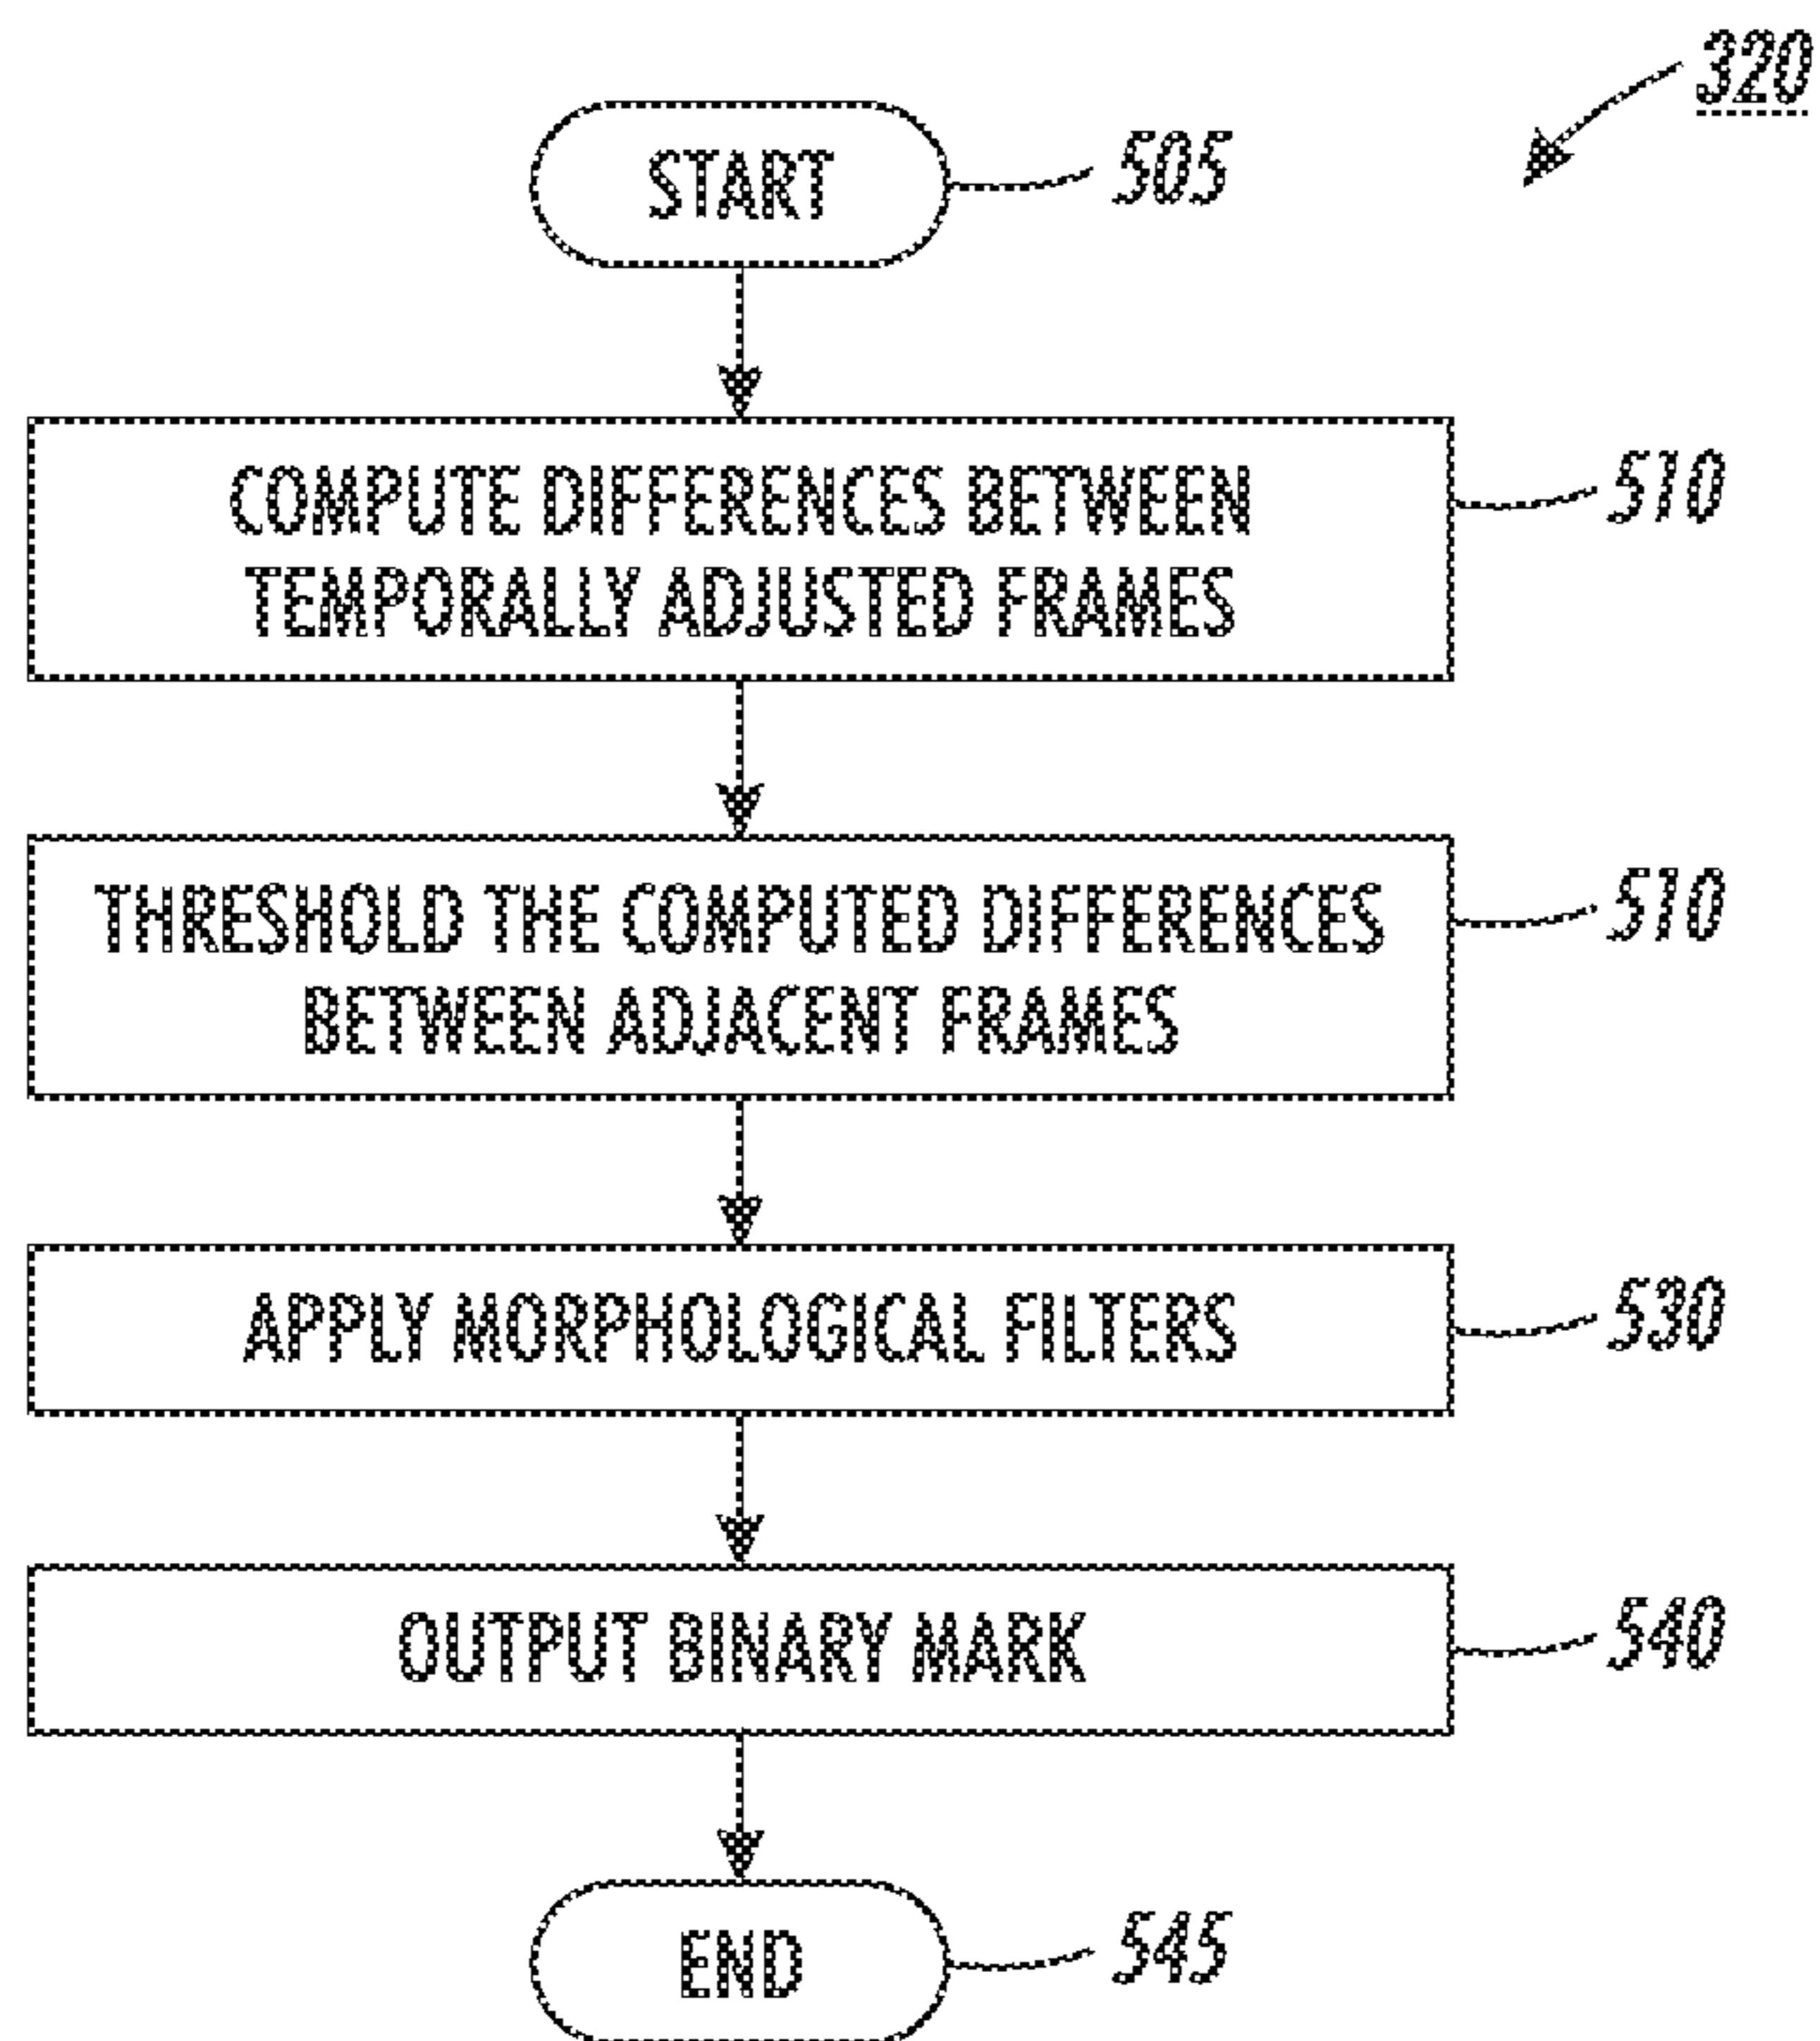 320
START
505
COMPUTE DIFFERENCES BETWEEN
TEMPORALLY ADJUSTED FRAMES
510
THRESHOLD THE COMPUTED DIFFERENCES
BETWEEN ADJACENT FRAMES
510
APPLY MORPHOLOGICAL FILTERS
530
OUTPUT BINARY MARK
540
END
545